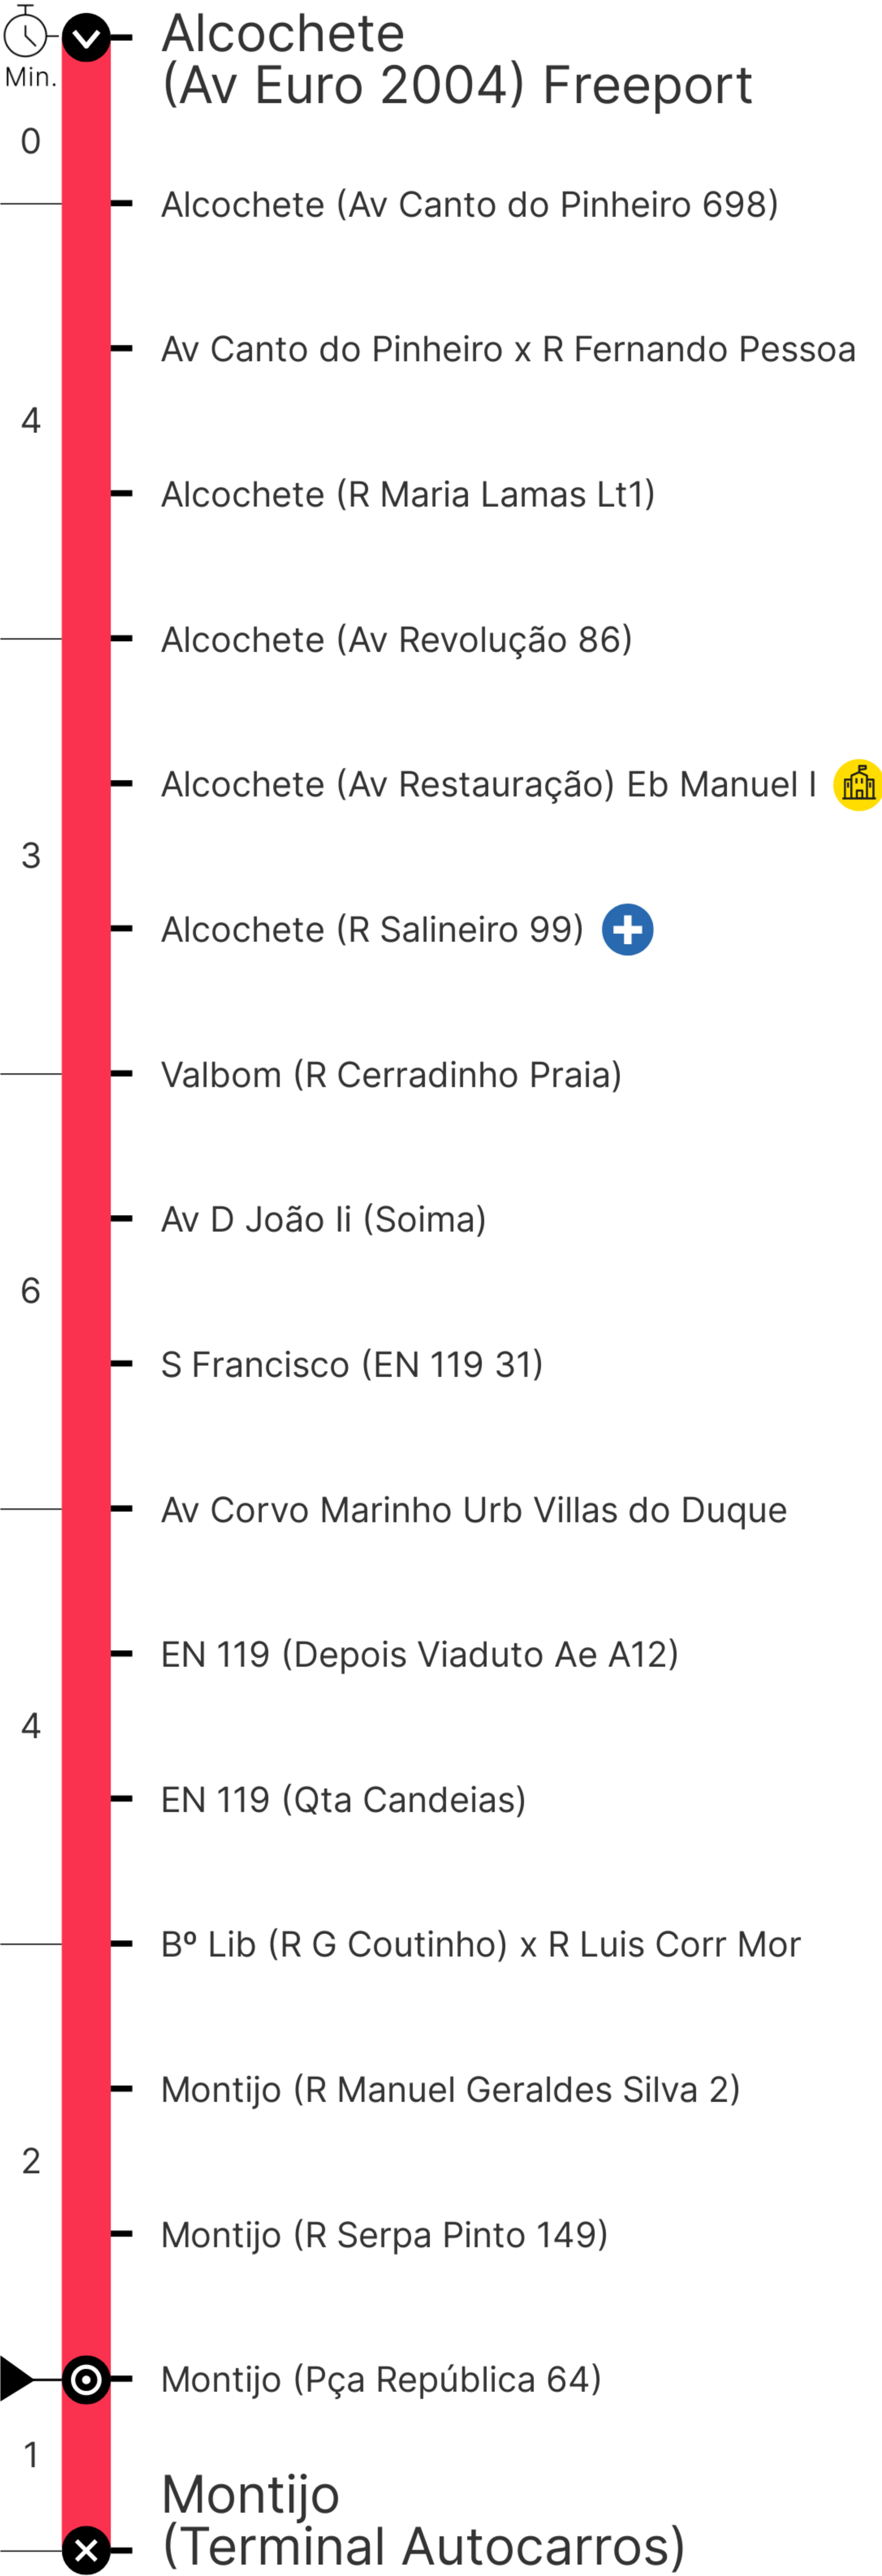 Alcochete
(Av Euro 2004) Freeport
Min.
0
Alcochete (Av Canto do Pinheiro 698)
Av Canto do Pinheiro x R Fernando Pessoa
4
Alcochete (R Maria Lamas Lt1)
Alcochete (Av Revolução 86)
Alcochete (Av Restauração) Eb Manuel I
3
Alcochete (R Salineiro 99)
Valbom (R Cerradinho Praia)
Av D João Ii (Soima)
6
S Francisco (EN 119 31)
Av Corvo Marinho Urb Villas do Duque
EN 119 (Depois Viaduto Ae A12)
4
EN 119 (Qta Candeias)
Bº Lib (R G Coutinho) x R Luis Corr Mor
Montijo (R Manuel Geraldes Silva 2)
2
Montijo (R Serpa Pinto 149)
Montijo (Pça República 64)
1
Montijo
(Terminal Autocarros)